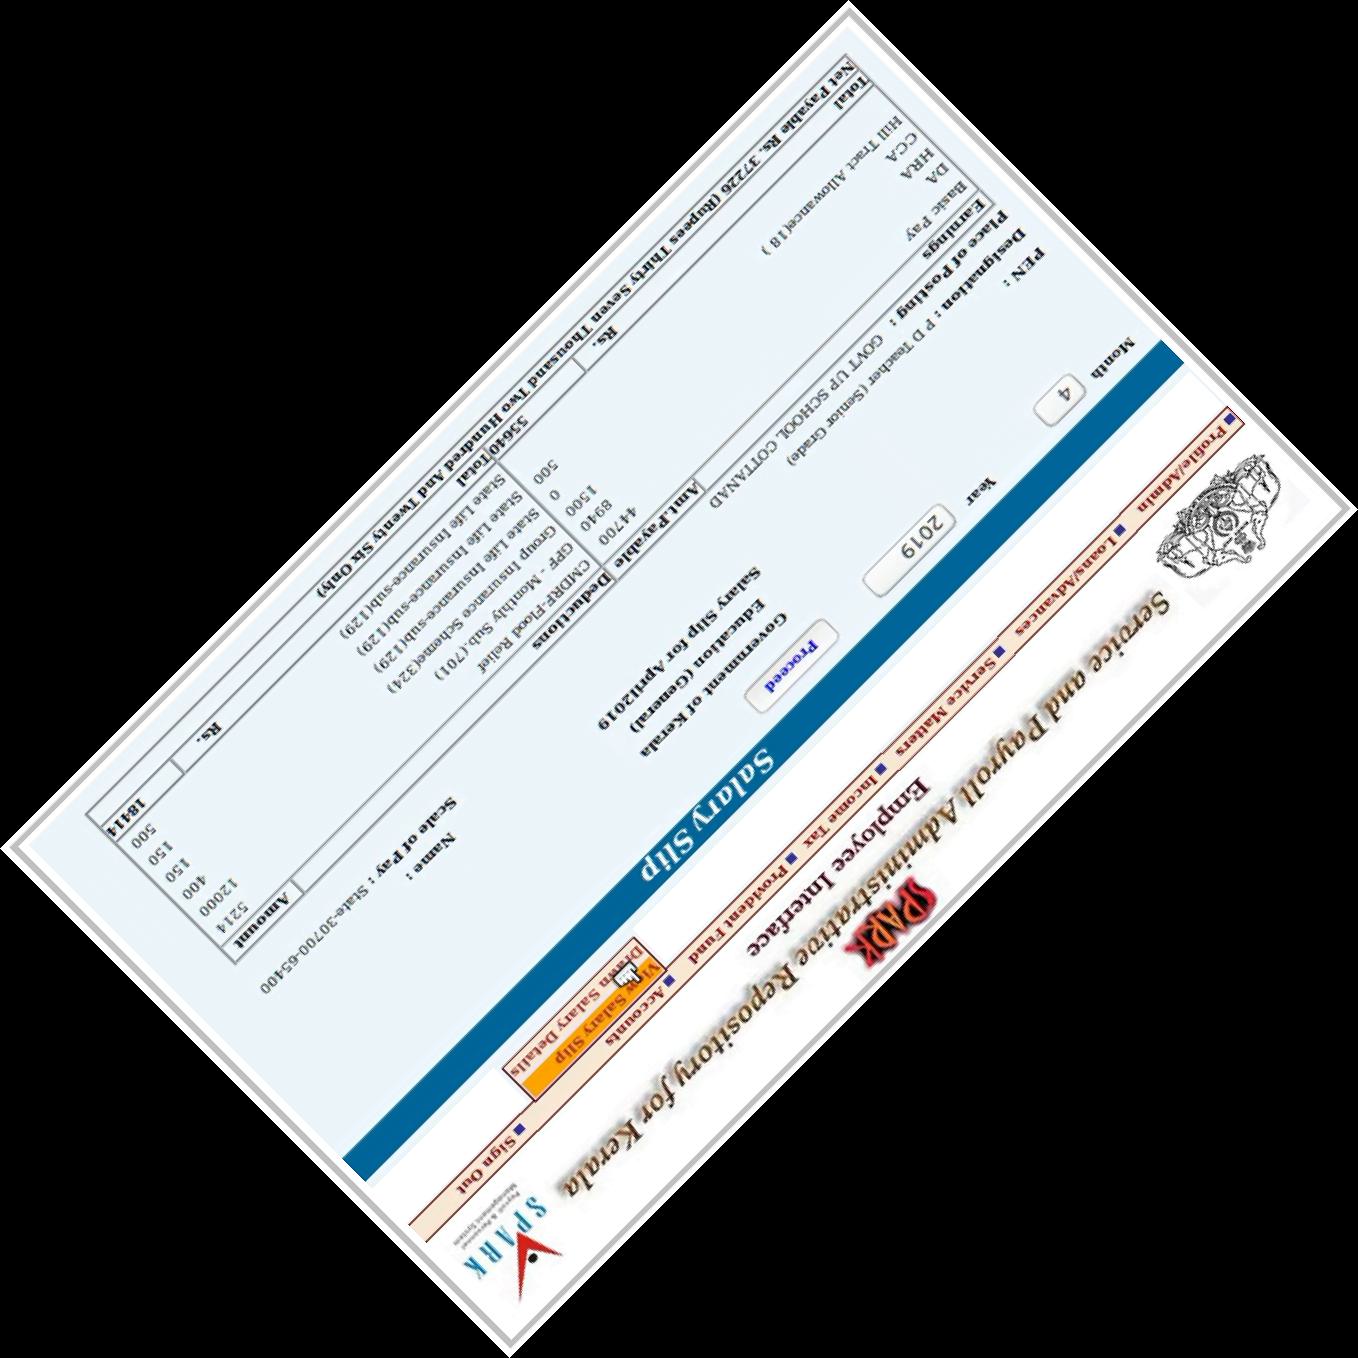 Service and Payroll Administrative Repository for Kerala
SPARK
Employee Interface
SPARK
Payroll & Personnel
Management System
Profile/Admin Loans/Advances Service Matters Income Tax Provident Fund Accounts Sign Out
View Salary Slip
Drawn Salary Details
Salary Slip
Month 4 Year 2019 Proceed
Government of Kerala
Education (General)
Salary Slip for April2019
PEN : Name :
Designation : P D Teacher (Senior Grade) Scale of Pay : State-30700-65400
Place of Posting : GOVT UP SCHOOL COTTANAD
Earnings Amt.Payable Deductions Amount
Basic Pay 44700 CMDRF-Flood Relief 5214
DA 8940 GPF - Monthly Sub.(701) 12000
HRA 1500 Group Insurance Scheme(324) 400
CCA 0 State Life Insurance-sub(129) 150
Hill Tract Allowance(18 ) 500 State Life Insurance-sub(129) 150
State Life Insurance-sub(129) 500
Total Rs. 55640 Total Rs. 18414
Net Payable Rs. 37226 (Rupees Thirty Seven Thousand Two Hundred And Twenty Six Only)